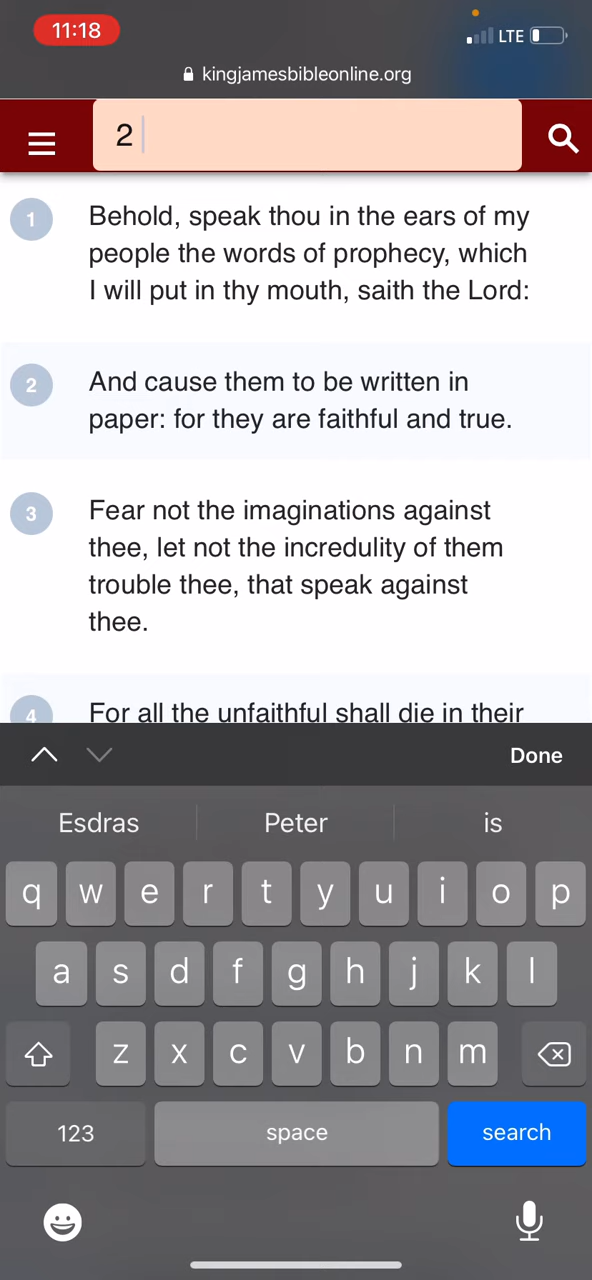 11:18
LTE
kingjamesbibleonline.org
2
1 Behold, speak thou in the ears of my
people the words of prophecy, which
I will put in thy mouth, saith the Lord:
2 And cause them to be written in
paper: for they are faithful and true.
3 Fear not the imaginations against
thee, let not the incredulity of them
trouble thee, that speak against
thee.
4 For all the unfaithful shall die in their
Done
Esdras Peter is
q w e r t y u i o p
a s d f g h j k l
z x c v b n m
123 space search